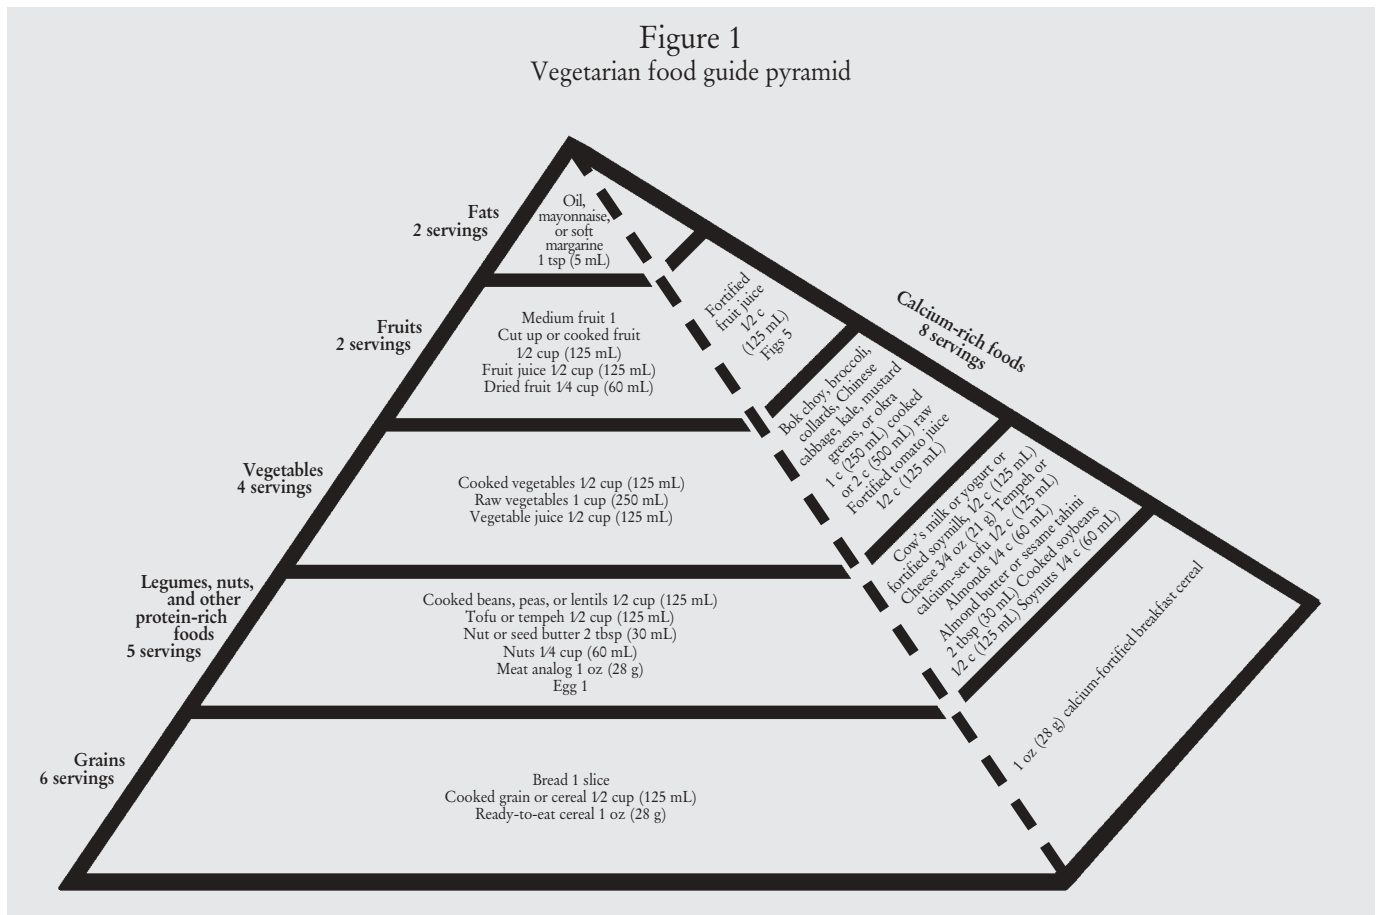 Figure 1
Vegetarian food guide pyramid
Fats
2 servings
Oil,
mayonnaise,
or soft
margarine
1 tsp (5 mL)
Fruits
2 servings
Medium fruit 1
Cut up or cooked fruit
1⁄2 cup (125 mL)
Fruit juice 1⁄2 cup (125 mL)
Dried fruit 1⁄4 cup (60 mL)
Vegetables
4 servings
Cooked vegetables 1⁄2 cup (125 mL)
Raw vegetables 1 cup (250 mL)
Vegetable juice 1⁄2 cup (125 mL)
Legumes, nuts,
and other
protein-rich
foods
5 servings
Cooked beans, peas, or lentils 1⁄2 cup (125 mL)
Tofu or tempeh 1⁄2 cup (125 mL)
Nut or seed butter 2 tbsp (30 mL)
Nuts 1⁄4 cup (60 mL)
Meat analog 1 oz (28 g)
Egg 1
Grains
6 servings
Bread 1 slice
Cooked grain or cereal 1⁄2 cup (125 mL)
Ready-to-eat cereal 1 oz (28 g)
Calcium-rich foods
8 servings
Fortified
fruit juice
1⁄2 c
(125 mL)
Figs 5
Bok choy, broccoli,
collards, Chinese
cabbage, kale, mustard
greens, or okra
1 c (250 mL) cooked
or 2 c (500 mL) raw
Fortified tomato juice
1⁄2 c (125 mL)
Cow's milk or yogurt or
fortified soymilk, 1⁄2 c (125 mL)
Cheese 3⁄4 oz (21 g) Tempeh or
calcium-set tofu 1⁄2 c (125 mL)
Almonds 1⁄4 c (60 mL)
Almond butter or sesame tahini
2 tbsp (30 mL) Cooked soybeans
1⁄2 c (125 mL) Soynuts 1⁄4 c (60 mL)
1 oz (28 g) calcium-fortified breakfast cereal